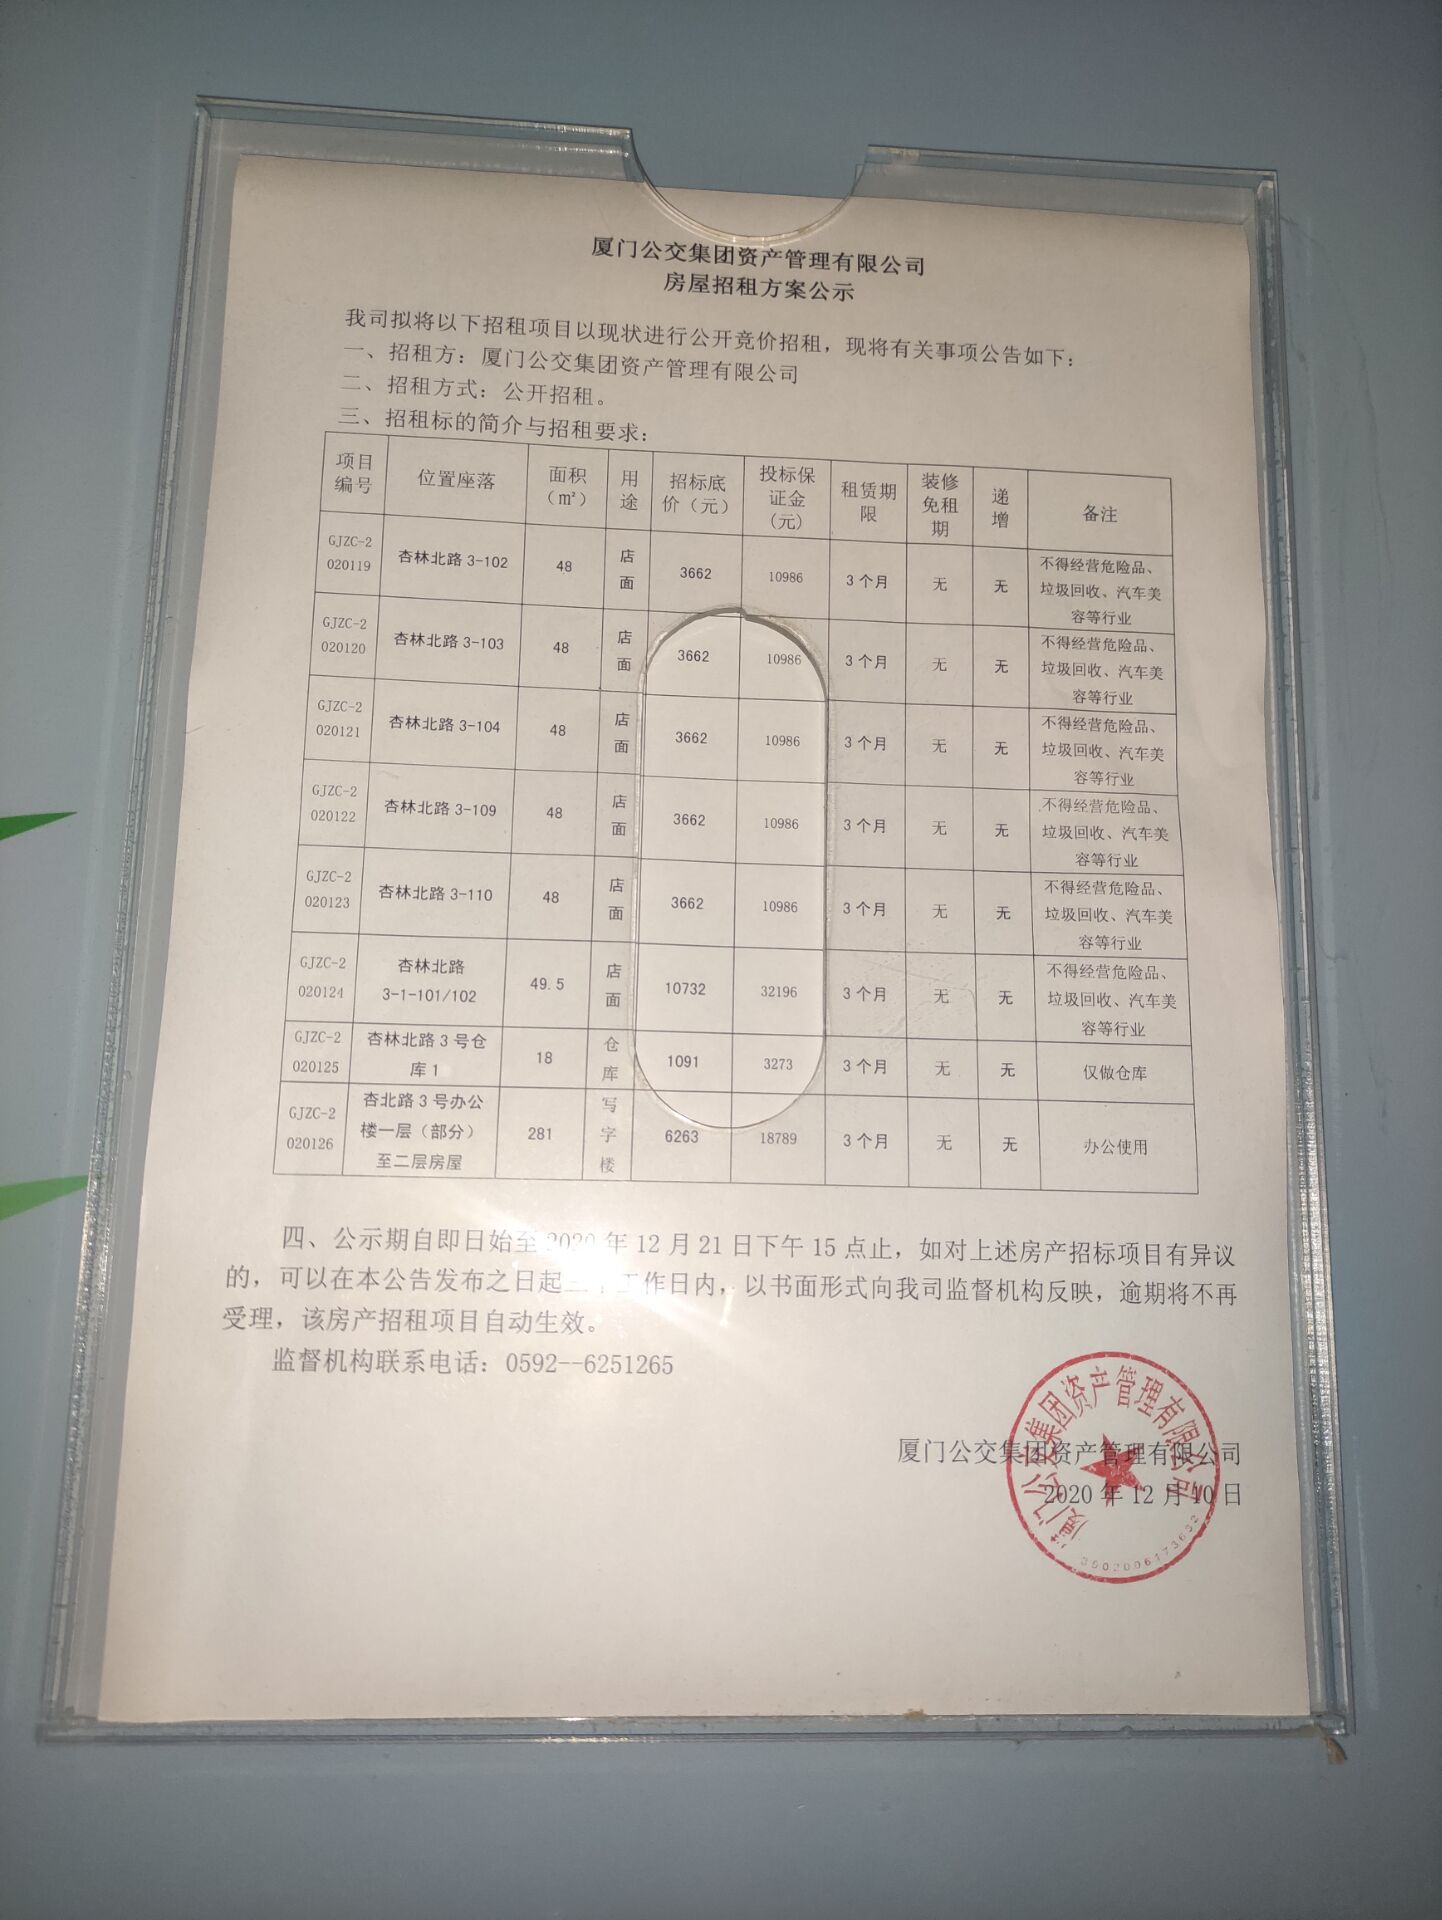 厦门公交集团资产管理有限公司
房屋招租方案公示
我司拟将以下招租项目以现状进行公开竞价招租，现将有关事项公告如下：
一、招租方：厦门公交集团资产管理有限公司
二、招租方式：公开招租。
三、招租标的简介与招租要求：
项目编号 位置座落 面积（㎡） 用途 招标底价（元） 投标保证金（元） 租赁期限 装修免租期 递增 备注
GJZC-2020119 杏林北路 3-102 48 店面 3662 10986 3 个月 无 无 不得经营危险品、垃圾回收、汽车美容等行业
GJZC-2020120 杏林北路 3-103 48 店面 3662 10986 3 个月 无 无 不得经营危险品、垃圾回收、汽车美容等行业
GJZC-2020121 杏林北路 3-104 48 店面 3662 10986 3 个月 无 无 不得经营危险品、垃圾回收、汽车美容等行业
GJZC-2020122 杏林北路 3-109 48 店面 3662 10986 3 个月 无 无 不得经营危险品、垃圾回收、汽车美容等行业
GJZC-2020123 杏林北路 3-110 48 店面 3662 10986 3 个月 无 无 不得经营危险品、垃圾回收、汽车美容等行业
GJZC-2020124 杏林北路 3-1-101/102 49.5 店面 10732 32196 3 个月 无 无 不得经营危险品、垃圾回收、汽车美容等行业
GJZC-2020125 杏林北路 3 号仓库 1 18 仓库 1091 3273 3 个月 无 无 仅做仓库
GJZC-2020126 杏北路 3 号办公楼一层（部分）至二层房屋 281 写字楼 6263 18789 3 个月 无 无 办公使用
四、公示期自即日始至 2020 年 12 月 21 日下午 15 点止，如对上述房产招标项目有异议
的，可以在本公告发布之日起 工作日内，以书面形式向我司监督机构反映，逾期将不再
受理，该房产招租项目自动生效。
监督机构联系电话：0592--6251265
厦门公交集团资产管理有限公司
2020 年 12 月 10 日
厦门公交集团资产管理有限公司